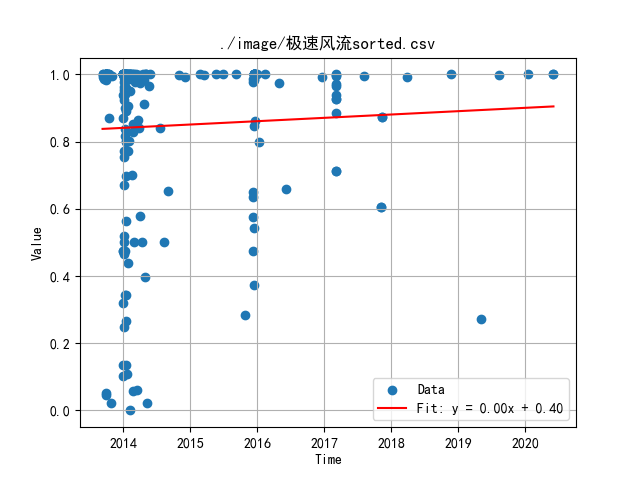 ./image/极速风流sorted.csv
1.0
0.8
0.6
0.4
0.2
0.0
Value
2014 2015 2016 2017 2018 2019 2020
Time
Data
Fit: y = 0.00x + 0.40